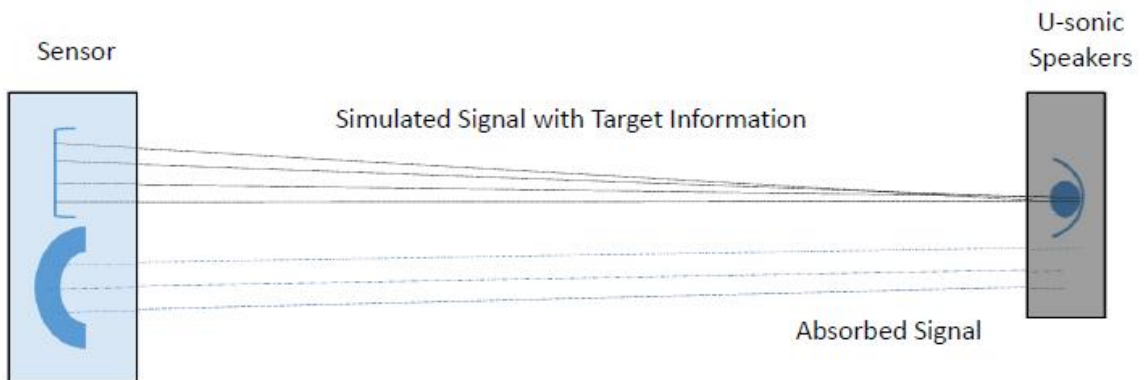 Sensor
U-sonic
Speakers
Simulated Signal with Target Information
Absorbed Signal